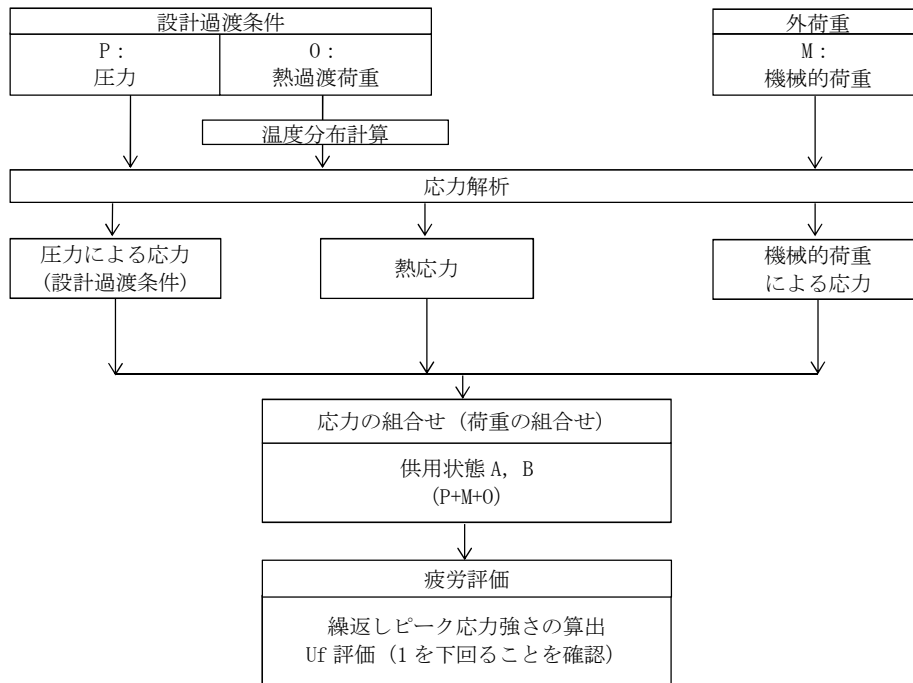 設計過渡条件
P：
圧力
O：
熱過渡荷重
外荷重
M：
機械的荷重
温度分布計算
応力解析
圧力による応力
(設計過渡条件)
熱応力
機械的荷重
による応力
応力の組合せ（荷重の組合せ）
供用状態 A, B
(P+M+O)
疲労評価
繰返しピーク応力強さの算出
Uf 評価（1 を下回ることを確認）